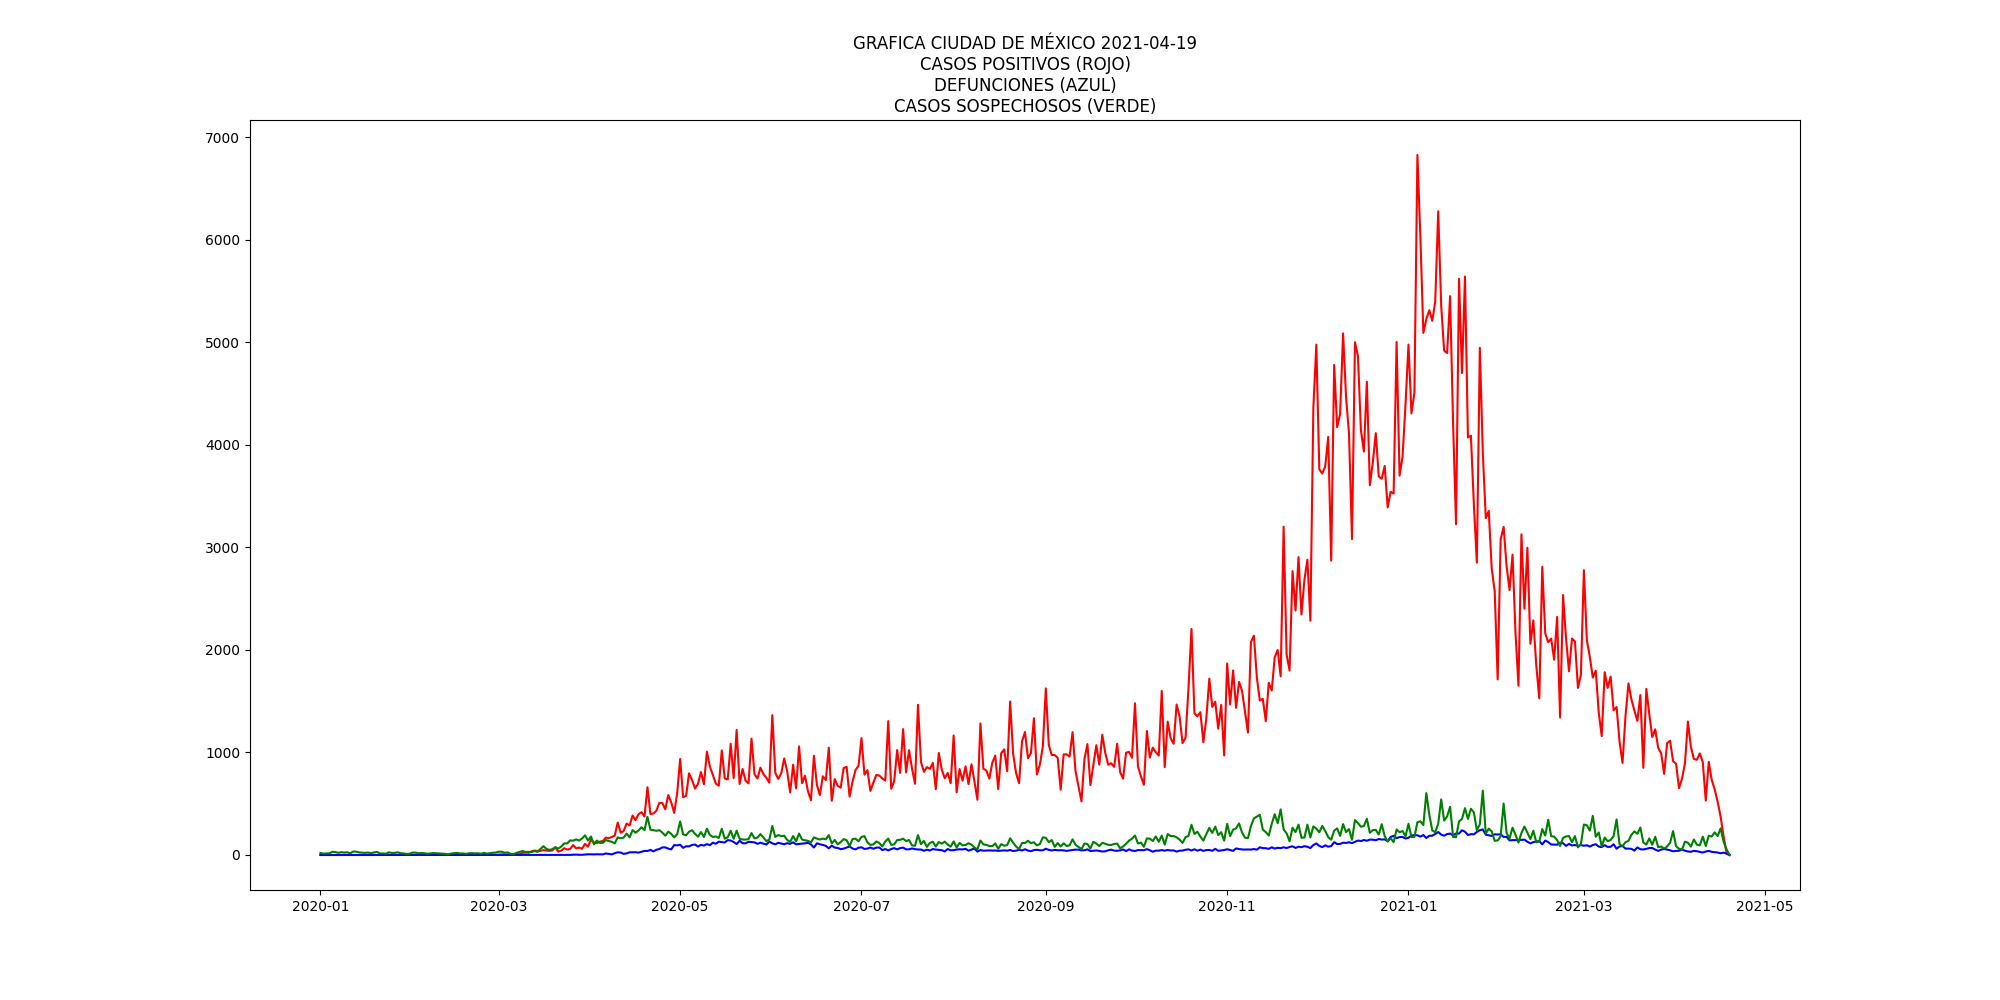 GRAFICA CIUDAD DE MÉXICO 2021-04-19
CASOS POSITIVOS (ROJO)
DEFUNCIONES (AZUL)
CASOS SOSPECHOSOS (VERDE)
7000
6000
5000
4000
3000
2000
1000
0
2020-01 2020-03 2020-05 2020-07 2020-09 2020-11 2021-01 2021-03 2021-05